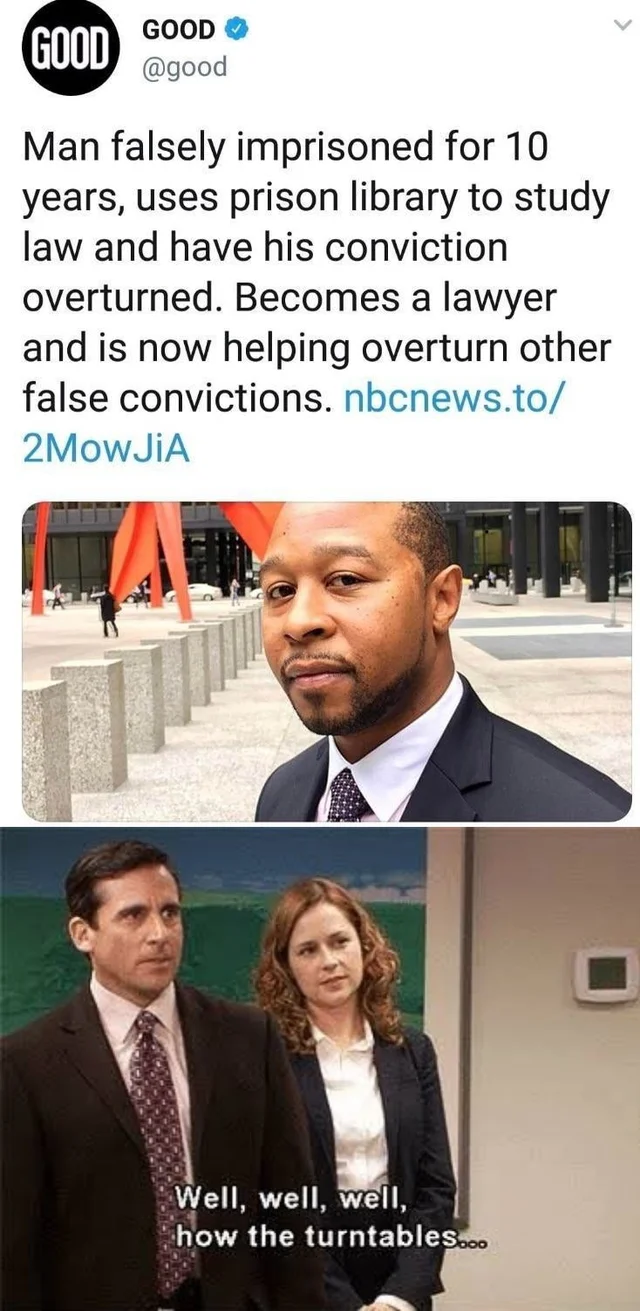 GOOD
GOOD
@good
Man falsely imprisoned for 10
years, uses prison library to study
law and have his conviction
overturned. Becomes a lawyer
and is now helping overturn other
false convictions. nbcnews.to/
2MowJiA
Well, well, well,
how the turntables...